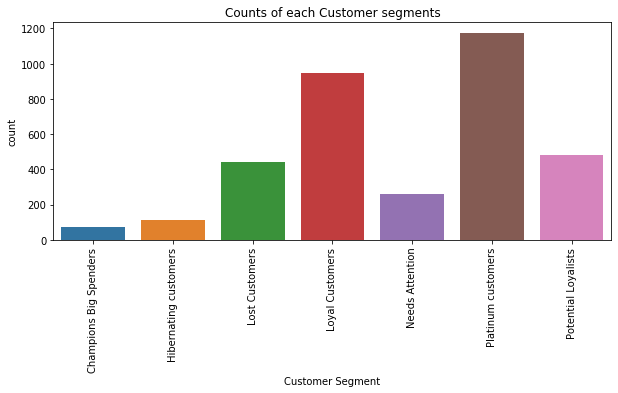 Counts of each Customer segments
count
1200
1000
800
600
400
200
0
Champions Big Spenders
Hibernating customers
Lost Customers
Loyal Customers
Needs Attention
Platinum customers
Potential Loyalists
Customer Segment